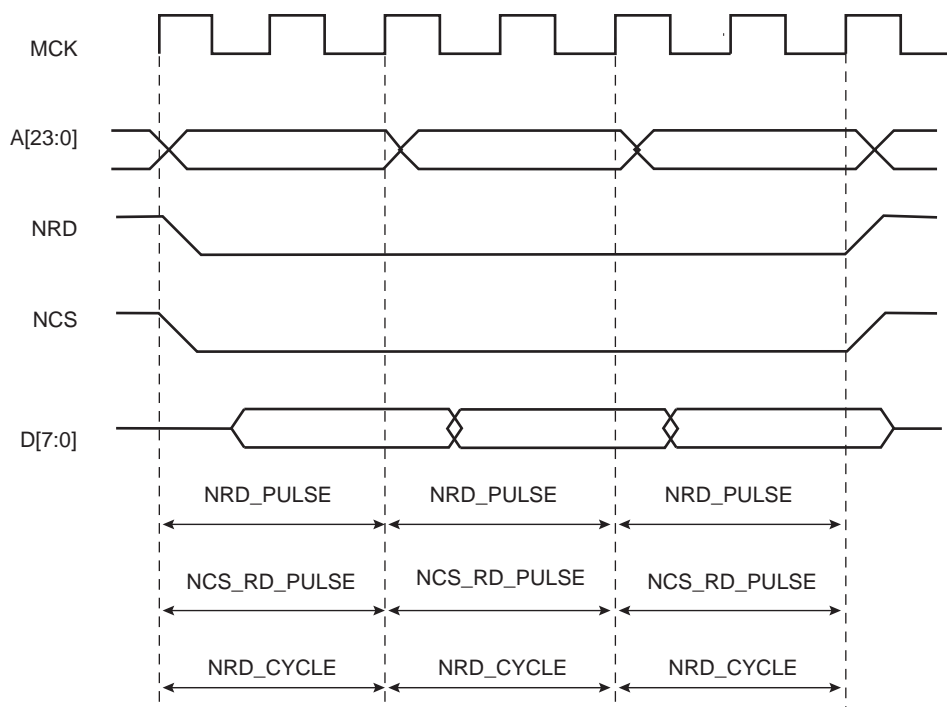 MCK
A[23:0]
NRD
NCS
D[7:0]
NRD_PULSE NRD_PULSE NRD_PULSE
NCS_RD_PULSE NCS_RD_PULSE NCS_RD_PULSE
NRD_CYCLE NRD_CYCLE NRD_CYCLE